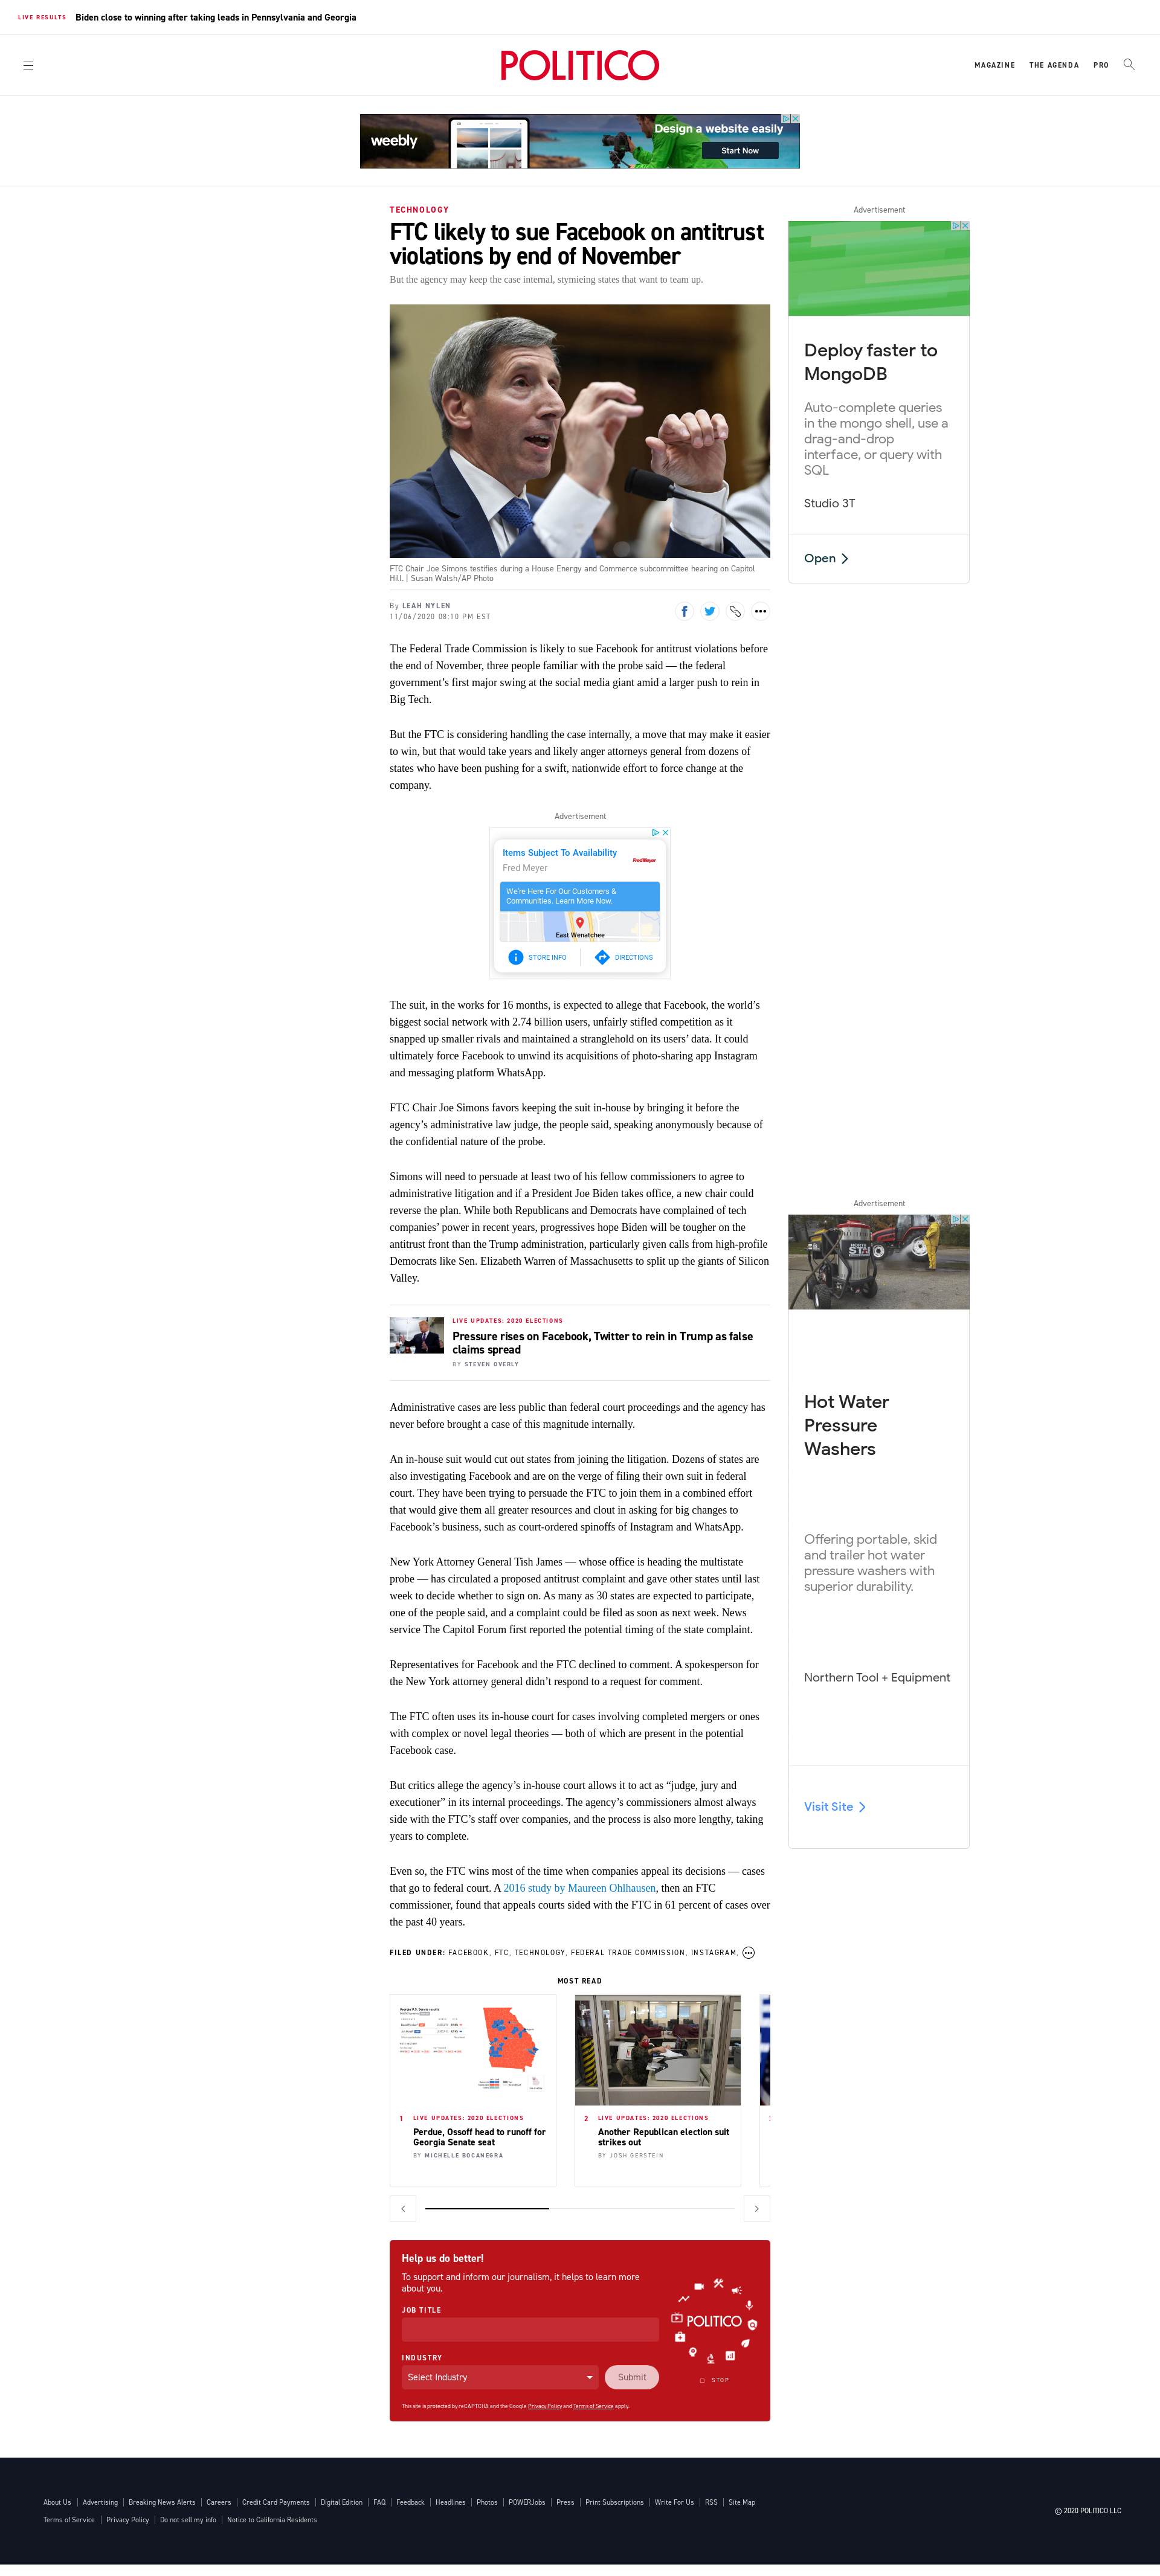 LIVE RESULTS Biden close to winning after taking leads in Pennsylvania and Georgia
POLITICO
MAGAZINE THE AGENDA PRO
weebly
Design a website easily
Start Now
TECHNOLOGY
FTC likely to sue Facebook on antitrust
violations by end of November
But the agency may keep the case internal, stymieing states that want to team up.
FTC Chair Joe Simons testifies during a House Energy and Commerce subcommittee hearing on Capitol
Hill. | Susan Walsh/AP Photo
By LEAH NYLEN
11/06/2020 08:10 PM EST
The Federal Trade Commission is likely to sue Facebook for antitrust violations before
the end of November, three people familiar with the probe said — the federal
government's first major swing at the social media giant amid a larger push to rein in
Big Tech.
But the FTC is considering handling the case internally, a move that may make it easier
to win, but that would take years and likely anger attorneys general from dozens of
states who have been pushing for a swift, nationwide effort to force change at the
company.
Advertisement
Items Subject To Availability
Fred Meyer
FredMeyer
We're Here For Our Customers &
Communities. Learn More Now.
East Wenatchee
STORE INFO
DIRECTIONS
The suit, in the works for 16 months, is expected to allege that Facebook, the world's
biggest social network with 2.74 billion users, unfairly stifled competition as it
snapped up smaller rivals and maintained a stranglehold on its users' data. It could
ultimately force Facebook to unwind its acquisitions of photo-sharing app Instagram
and messaging platform WhatsApp.
FTC Chair Joe Simons favors keeping the suit in-house by bringing it before the
agency's administrative law judge, the people said, speaking anonymously because of
the confidential nature of the probe.
Simons will need to persuade at least two of his fellow commissioners to agree to
administrative litigation and if a President Joe Biden takes office, a new chair could
reverse the plan. While both Republicans and Democrats have complained of tech
companies' power in recent years, progressives hope Biden will be tougher on the
antitrust front than the Trump administration, particularly given calls from high-profile
Democrats like Sen. Elizabeth Warren of Massachusetts to split up the giants of Silicon
Valley.
LIVE UPDATES: 2020 ELECTIONS
Pressure rises on Facebook, Twitter to rein in Trump as false
claims spread
BY STEVEN OVERLY
Administrative cases are less public than federal court proceedings and the agency has
never before brought a case of this magnitude internally.
An in-house suit would cut out states from joining the litigation. Dozens of states are
also investigating Facebook and are on the verge of filing their own suit in federal
court. They have been trying to persuade the FTC to join them in a combined effort
that would give them all greater resources and clout in asking for big changes to
Facebook's business, such as court-ordered spinoffs of Instagram and WhatsApp.
New York Attorney General Tish James — whose office is heading the multistate
probe — has circulated a proposed antitrust complaint and gave other states until last
week to decide whether to sign on. As many as 30 states are expected to participate,
one of the people said, and a complaint could be filed as soon as next week. News
service The Capitol Forum first reported the potential timing of the state complaint.
Representatives for Facebook and the FTC declined to comment. A spokesperson for
the New York attorney general didn't respond to a request for comment.
The FTC often uses its in-house court for cases involving completed mergers or ones
with complex or novel legal theories — both of which are present in the potential
Facebook case.
But critics allege the agency's in-house court allows it to act as “judge, jury and
executioner” in its internal proceedings. The agency's commissioners almost always
side with the FTC's staff over companies, and the process is also more lengthy, taking
years to complete.
Even so, the FTC wins most of the time when companies appeal its decisions — cases
that go to federal court. A 2016 study by Maureen Ohlhausen, then an FTC
commissioner, found that appeals courts sided with the FTC in 61 percent of cases over
the past 40 years.
FILED UNDER: FACEBOOK, FTC, TECHNOLOGY, FEDERAL TRADE COMMISSION, INSTAGRAM,
Advertisement
Deploy faster to
MongoDB
Auto-complete queries
in the mongo shell, use a
drag-and-drop
interface, or query with
SQL
Studio 3T
Open
Advertisement
Hot Water
Pressure
Washers
Offering portable, skid
and trailer hot water
pressure washers with
superior durability.
Northern Tool + Equipment
Visit Site
MOST READ
Georgia U.S. Senate results
1 LIVE UPDATES: 2020 ELECTIONS
Perdue, Ossoff head to runoff for
Georgia Senate seat
BY MICHELLE BOCANEGRA
2 LIVE UPDATES: 2020 ELECTIONS
Another Republican election suit
strikes out
BY JOSH GERSTEIN
Help us do better!
To support and inform our journalism, it helps to learn more
about you.
JOB TITLE
INDUSTRY
Select Industry
Submit
POLITICO
STOP
This site is protected by reCAPTCHA and the Google Privacy Policy and Terms of Service apply.
About Us Advertising Breaking News Alerts Careers Credit Card Payments Digital Edition FAQ Feedback Headlines Photos POWERJobs Press Print Subscriptions Write For Us RSS Site Map
Terms of Service Privacy Policy Do not sell my info Notice to California Residents
© 2020 POLITICO LLC